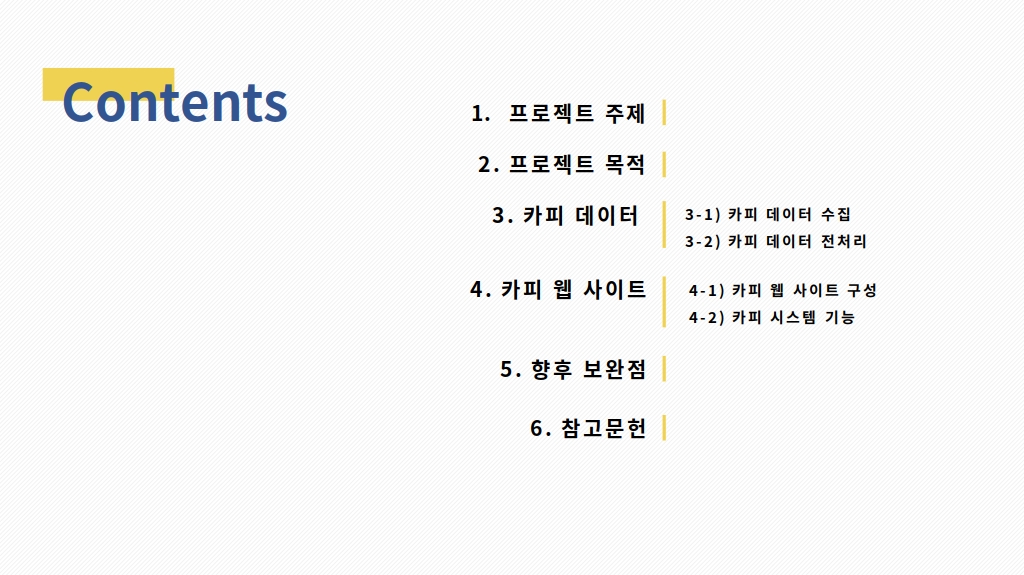 Contents
1. 프로젝트 주제
2. 프로젝트 목적
3. 카피 데이터
3-1) 카피 데이터 수집
3-2) 카피 데이터 전처리
4. 카피 웹 사이트
4-1) 카피 웹 사이트 구성
4-2) 카피 시스템 기능
5. 향후 보완점
6. 참고문헌